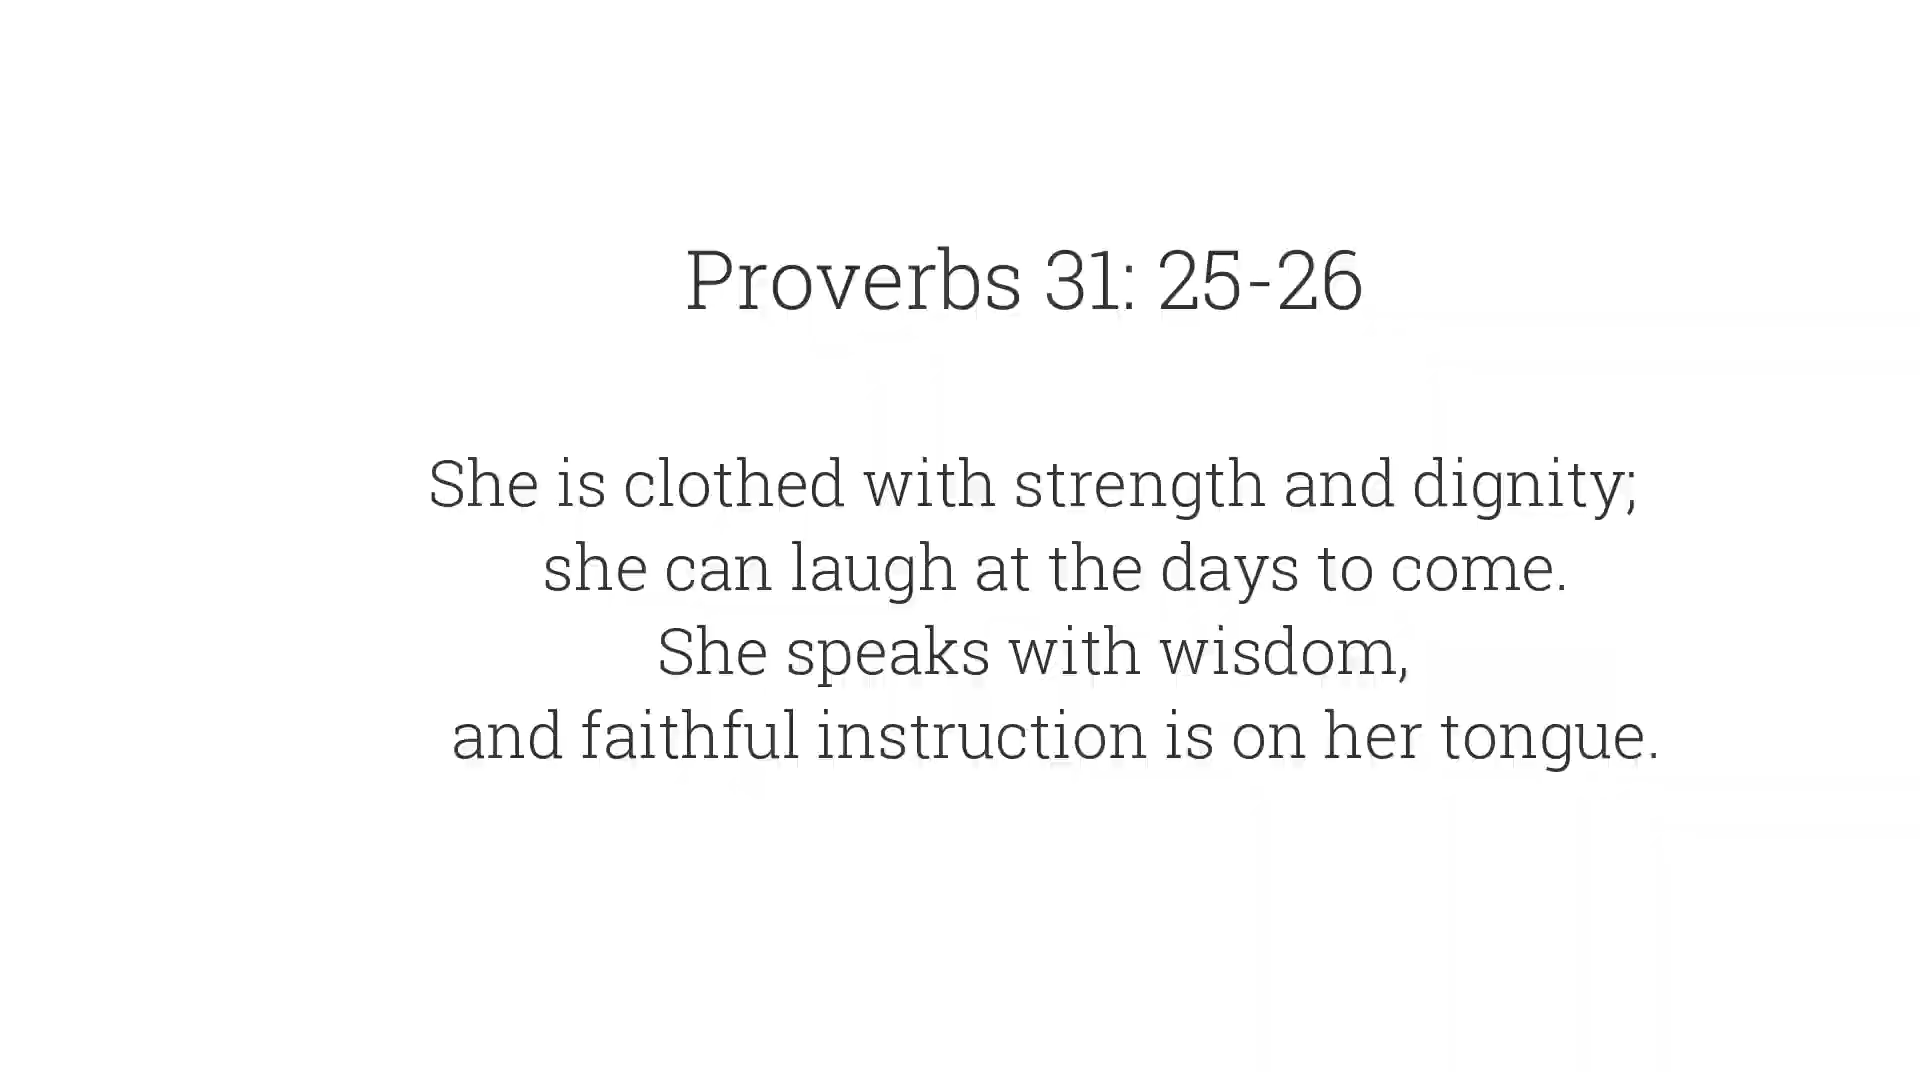 Proverbs 31: 25-26
She is clothed with strength and dignity;
she can laugh at the days to come.
She speaks with wisdom,
and faithful instruction is on her tongue.